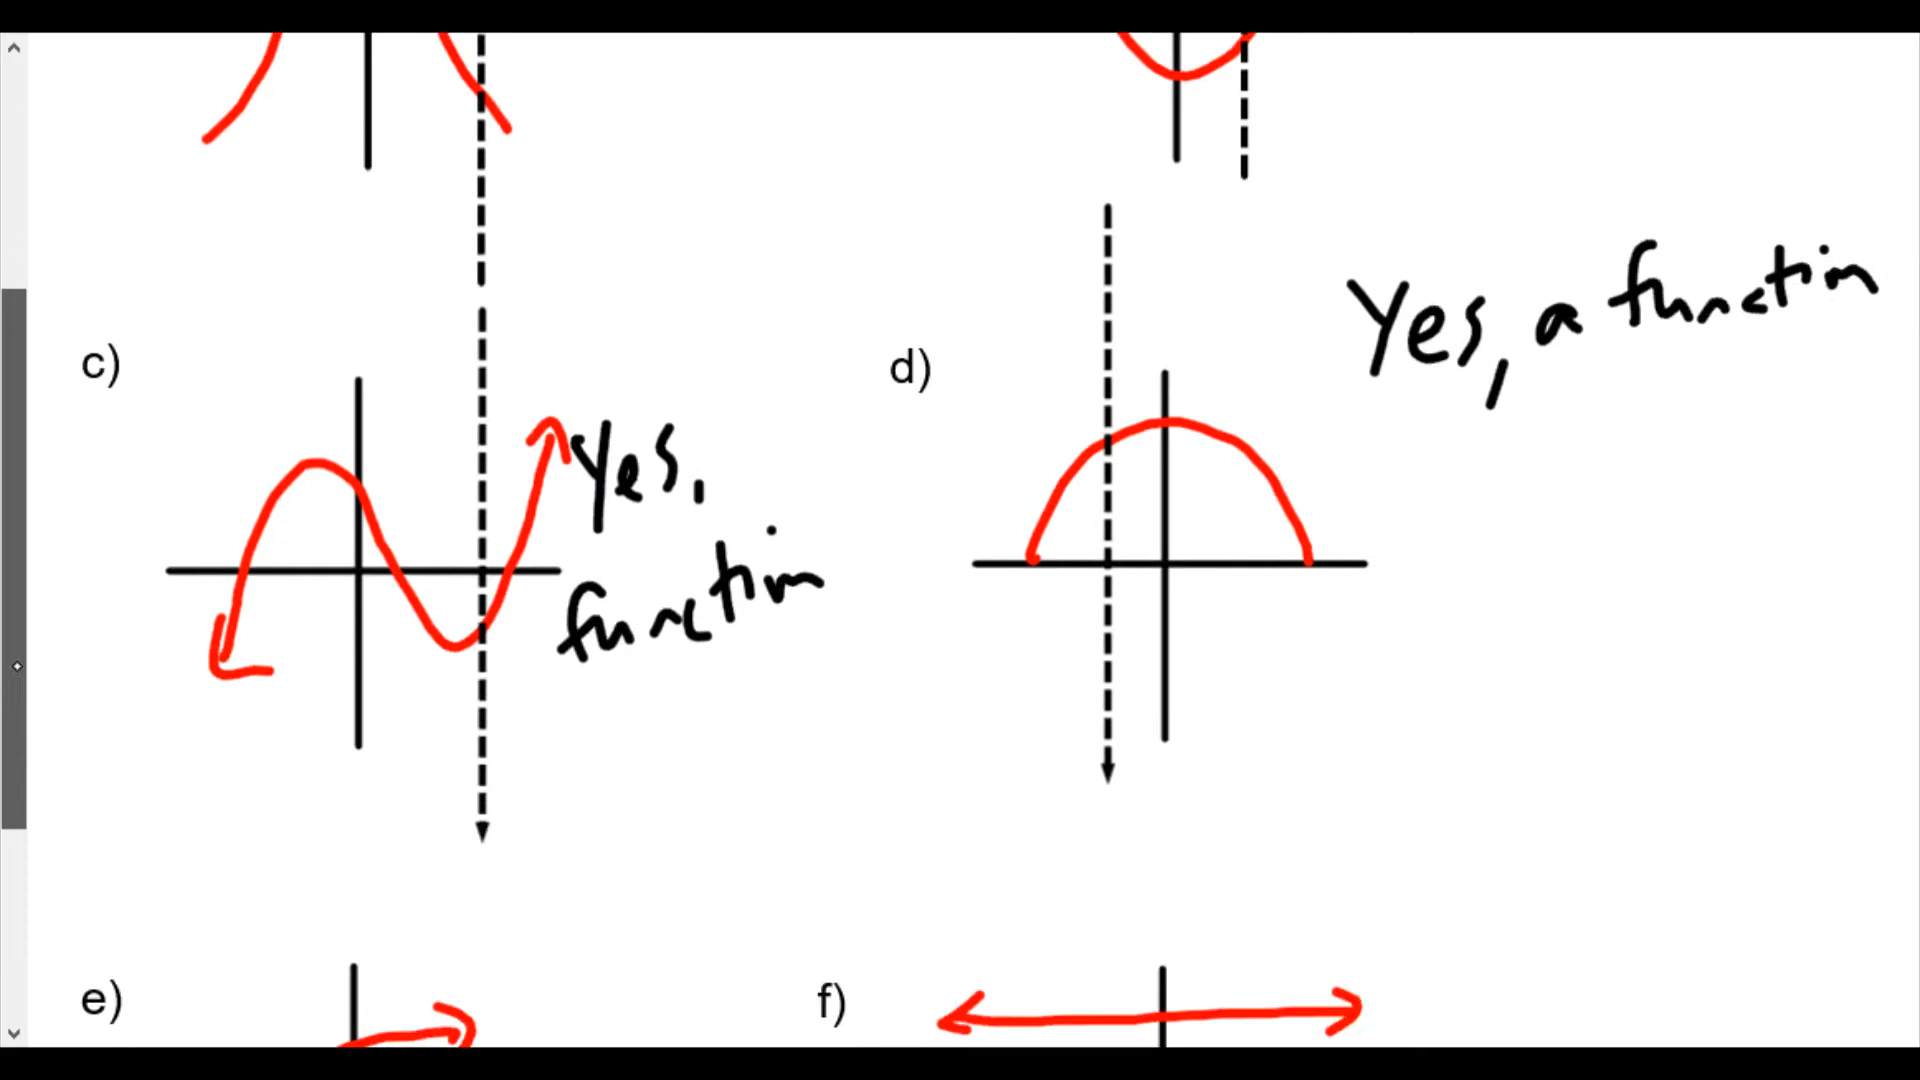 c)
Yes,
function
d)
Yes, a function
e)
f)